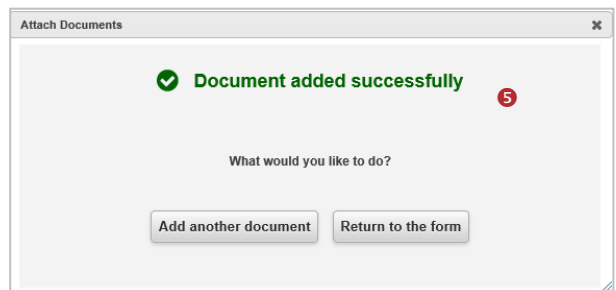 Attach Documents
Document added successfully
5
What would you like to do?
Add another document Return to the form